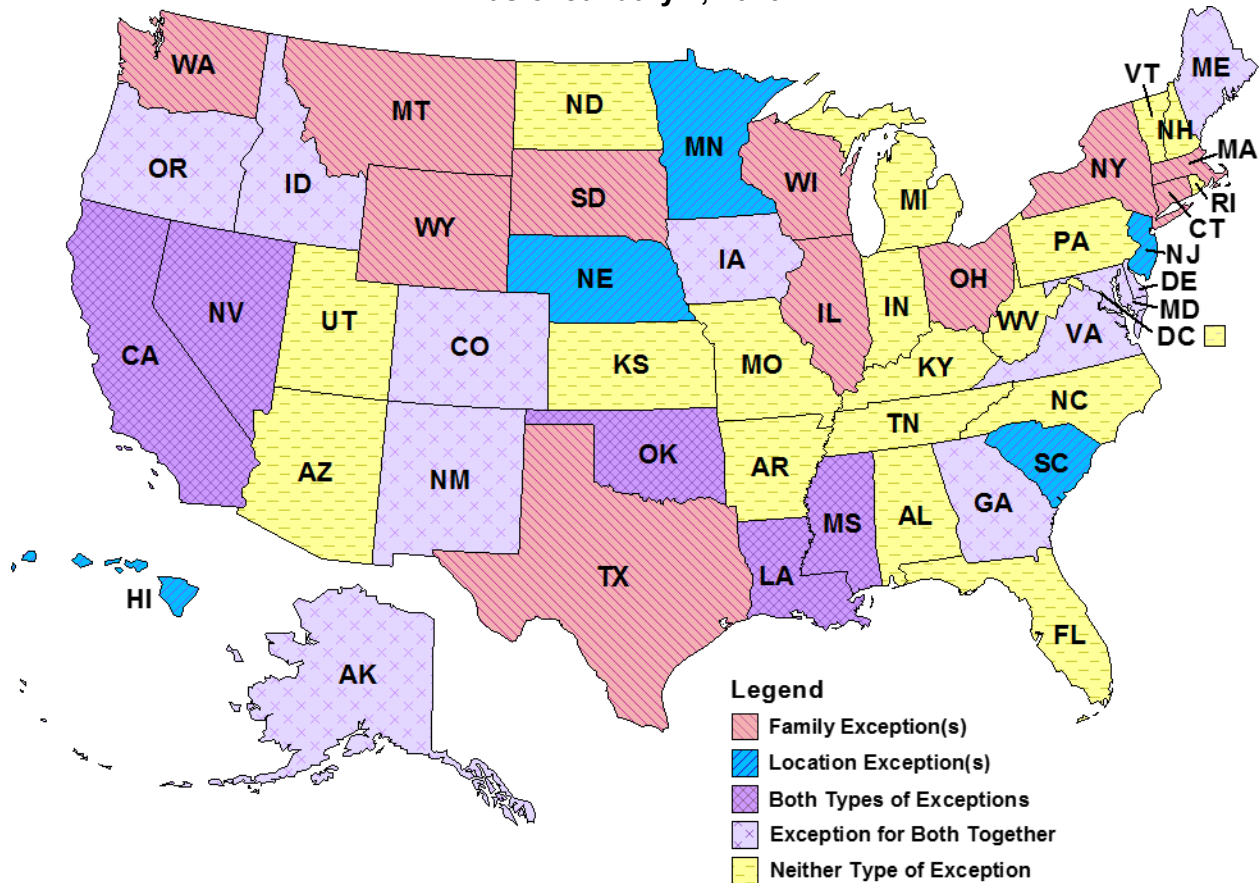 WA
MT
ND
MN
VT
ME
NH
OR
ID
WY
SD
WI
MI
NY
MA
RI
CT
PA
NJ
DE
MD
DC
NE
IA
IL
IN
OH
WV
VA
CA
NV
UT
CO
KS
MO
KY
NC
TN
AZ
NM
OK
AR
SC
MS
AL
GA
LA
TX
FL
HI
AK
Legend
Family Exception(s)
Location Exception(s)
Both Types of Exceptions
Exception for Both Together
Neither Type of Exception